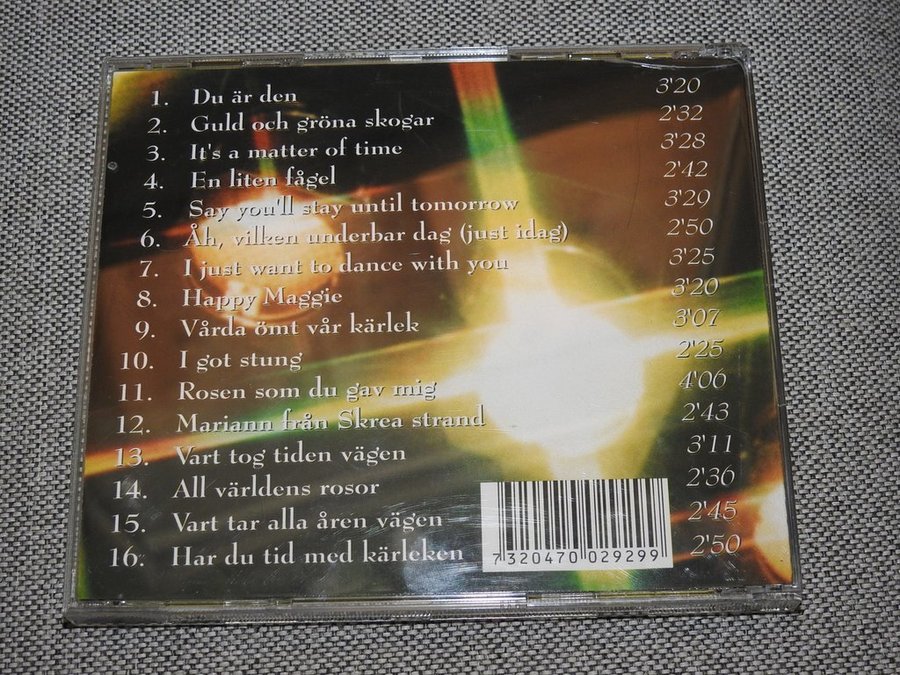 1. Du är den 3'20
2. Guld och gröna skogar 2'32
3. It's a matter of time 3'28
4. En liten fågel 2'42
5. Say you'll stay until tomorrow 3'29
6. Åh, vilken underbar dag (just idag) 2'50
7. I just want to dance with you 3'25
8. Happy Maggie 3'20
9. Vårda ömt vår kärlek 3'07
10. I got stung 2'25
11. Rosen som du gav mig 4'06
12. Mariann från Skrea strand 2'43
13. Vart tog tiden vägen 3'11
14. All världens rosor 2'36
15. Vart tar alla åren vägen 2'45
16. Har du tid med kärleken 2'50
7 320470 029299